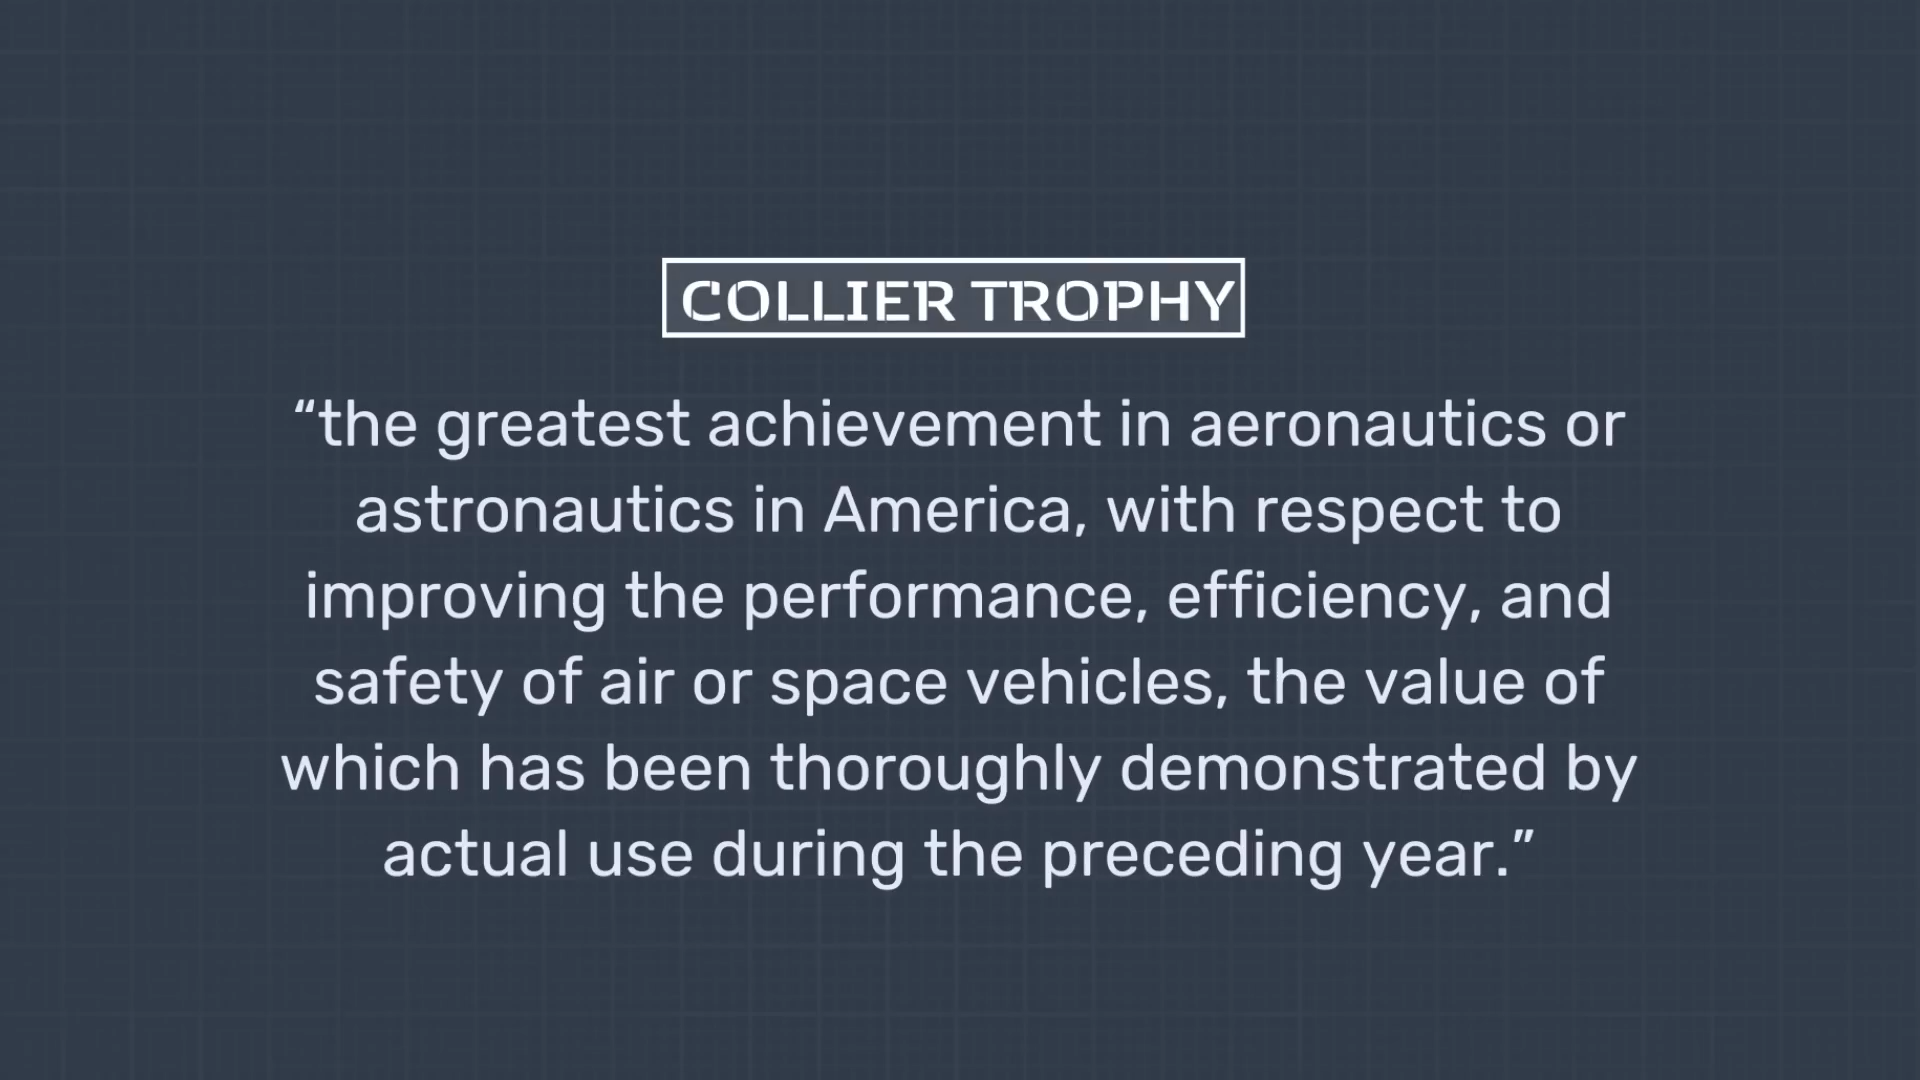 COLLIER TROPHY
“the greatest achievement in aeronautics or
astronautics in America, with respect to
improving the performance, efficiency, and
safety of air or space vehicles, the value of
which has been thoroughly demonstrated by
actual use during the preceding year.”